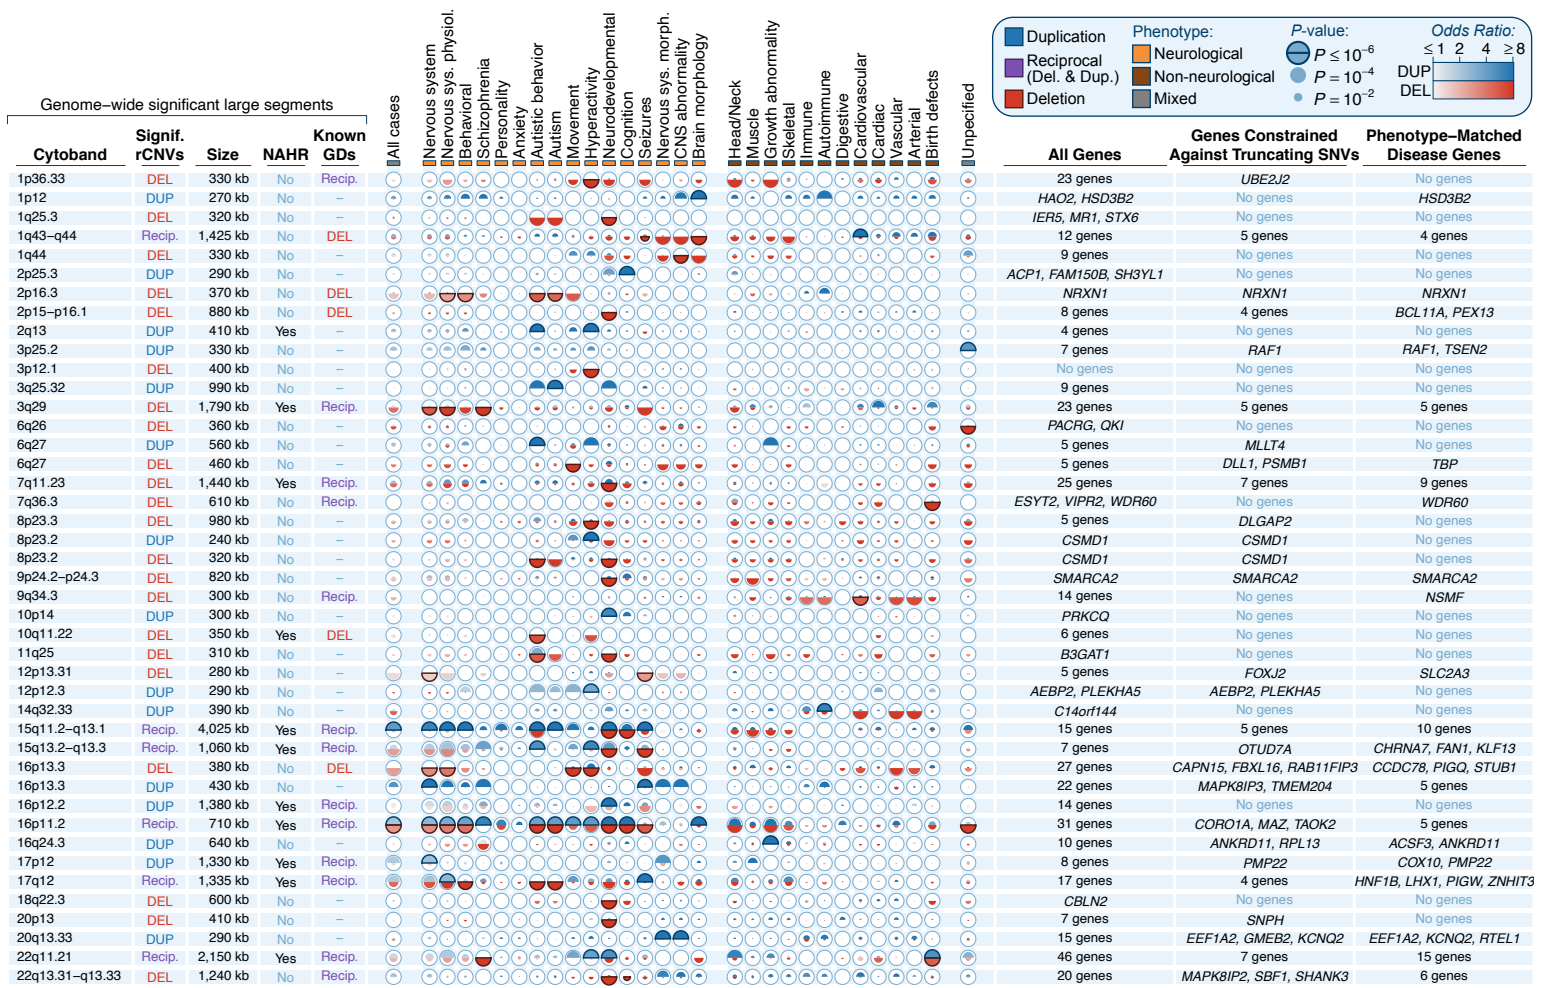 Duplication
Reciprocal
(Del. & Dup.)
Deletion
Phenotype:
Neurological
Non–neurological
Mixed
P-value:
P ≤ 10⁻⁶
P = 10⁻⁴
P = 10⁻²
Odds Ratio:
≤ 1 2 4 ≥ 8
DUP
DEL
Genome–wide significant large segments
Cytoband Signif. rCNVs Size NAHR Known GDs
All cases
Nervous system
Nervous sys. physiol.
Behavioral
Schizophrenia
Personality
Anxiety
Autistic behavior
Autism
Movement
Hyperactivity
Neurodevelopmental
Cognition
Seizures
Nervous sys. morph.
CNS abnormality
Brain morphology
Head/Neck
Muscle
Growth abnormality
Skeletal
Immune
Autoimmune
Digestive
Cardiovascular
Cardiac
Vascular
Arterial
Birth defects
Unspecified
All Genes
Genes Constrained
Against Truncating SNVs
Phenotype–Matched
Disease Genes
1p36.33 DEL 330 kb No Recip. 23 genes UBE2J2 No genes
1p12 DUP 270 kb No – HAO2, HSD3B2 No genes HSD3B2
1q25.3 DEL 320 kb No – IER5, MR1, STX6 No genes No genes
1q43–q44 Recip. 1,425 kb No DEL 12 genes 5 genes 4 genes
1q44 DEL 330 kb No – 9 genes No genes No genes
2p25.3 DUP 290 kb No – ACP1, FAM150B, SH3YL1 No genes No genes
2p16.3 DEL 370 kb No DEL NRXN1 NRXN1 NRXN1
2p15–p16.1 DEL 880 kb No DEL 8 genes 4 genes BCL11A, PEX13
2q13 DUP 410 kb Yes – 4 genes No genes No genes
3p25.2 DUP 330 kb No – 7 genes RAF1 RAF1, TSEN2
3p12.1 DEL 400 kb No – No genes No genes No genes
3q25.32 DUP 990 kb No – 9 genes No genes No genes
3q29 DEL 1,790 kb Yes Recip. 23 genes 5 genes 5 genes
6q26 DEL 360 kb No – PACRG, QKI No genes No genes
6q27 DUP 560 kb No – 5 genes MLLT4 No genes
6q27 DEL 460 kb No – 5 genes DLL1, PSMB1 TBP
7q11.23 DEL 1,440 kb Yes Recip. 25 genes 7 genes 9 genes
7q36.3 DEL 610 kb No Recip. ESYT2, VIPR2, WDR60 No genes WDR60
8p23.3 DEL 980 kb No – 5 genes DLGAP2 No genes
8p23.2 DUP 240 kb No – CSMD1 CSMD1 No genes
8p23.2 DEL 320 kb No – CSMD1 CSMD1 No genes
9p24.2–p24.3 DEL 820 kb No – SMARCA2 SMARCA2 SMARCA2
9q34.3 DEL 300 kb No Recip. 14 genes No genes NSMF
10p14 DUP 300 kb No – PRKCQ No genes No genes
10q11.22 DEL 350 kb Yes DEL 6 genes No genes No genes
11q25 DEL 310 kb No – B3GAT1 No genes No genes
12p13.31 DEL 280 kb No – 5 genes FOXJ2 SLC2A3
12p12.3 DUP 290 kb No – AEBP2, PLEKHA5 AEBP2, PLEKHA5 No genes
14q32.33 DUP 390 kb No – C14orf144 No genes No genes
15q11.2–q13.1 Recip. 4,025 kb Yes Recip. 15 genes 5 genes 10 genes
15q13.2–q13.3 Recip. 1,060 kb Yes Recip. 7 genes OTUD7A CHRNA7, FAN1, KLF13
16p13.3 DEL 380 kb No DEL 27 genes CAPN15, FBXL16, RAB11FIP3 CCDC78, PIGQ, STUB1
16p13.3 DUP 430 kb No – 22 genes MAPK8IP3, TMEM204 5 genes
16p12.2 DUP 1,380 kb Yes Recip. 14 genes No genes No genes
16p11.2 Recip. 710 kb Yes Recip. 31 genes CORO1A, MAZ, TAOK2 5 genes
16q24.3 DUP 640 kb No – 10 genes ANKRD11, RPL13 ACSF3, ANKRD11
17p12 DUP 1,330 kb Yes Recip. 8 genes PMP22 COX10, PMP22
17q12 Recip. 1,335 kb Yes Recip. 17 genes 4 genes HNF1B, LHX1, PIGW, ZNHIT3
18q22.3 DEL 600 kb No – CBLN2 No genes No genes
20p13 DEL 410 kb No – 7 genes SNPH No genes
20q13.33 DUP 290 kb No – 15 genes EEF1A2, GMEB2, KCNQ2 EEF1A2, KCNQ2, RTEL1
22q11.21 Recip. 2,150 kb Yes Recip. 46 genes 7 genes 15 genes
22q13.31–q13.33 DEL 1,240 kb No Recip. 20 genes MAPK8IP2, SBF1, SHANK3 6 genes